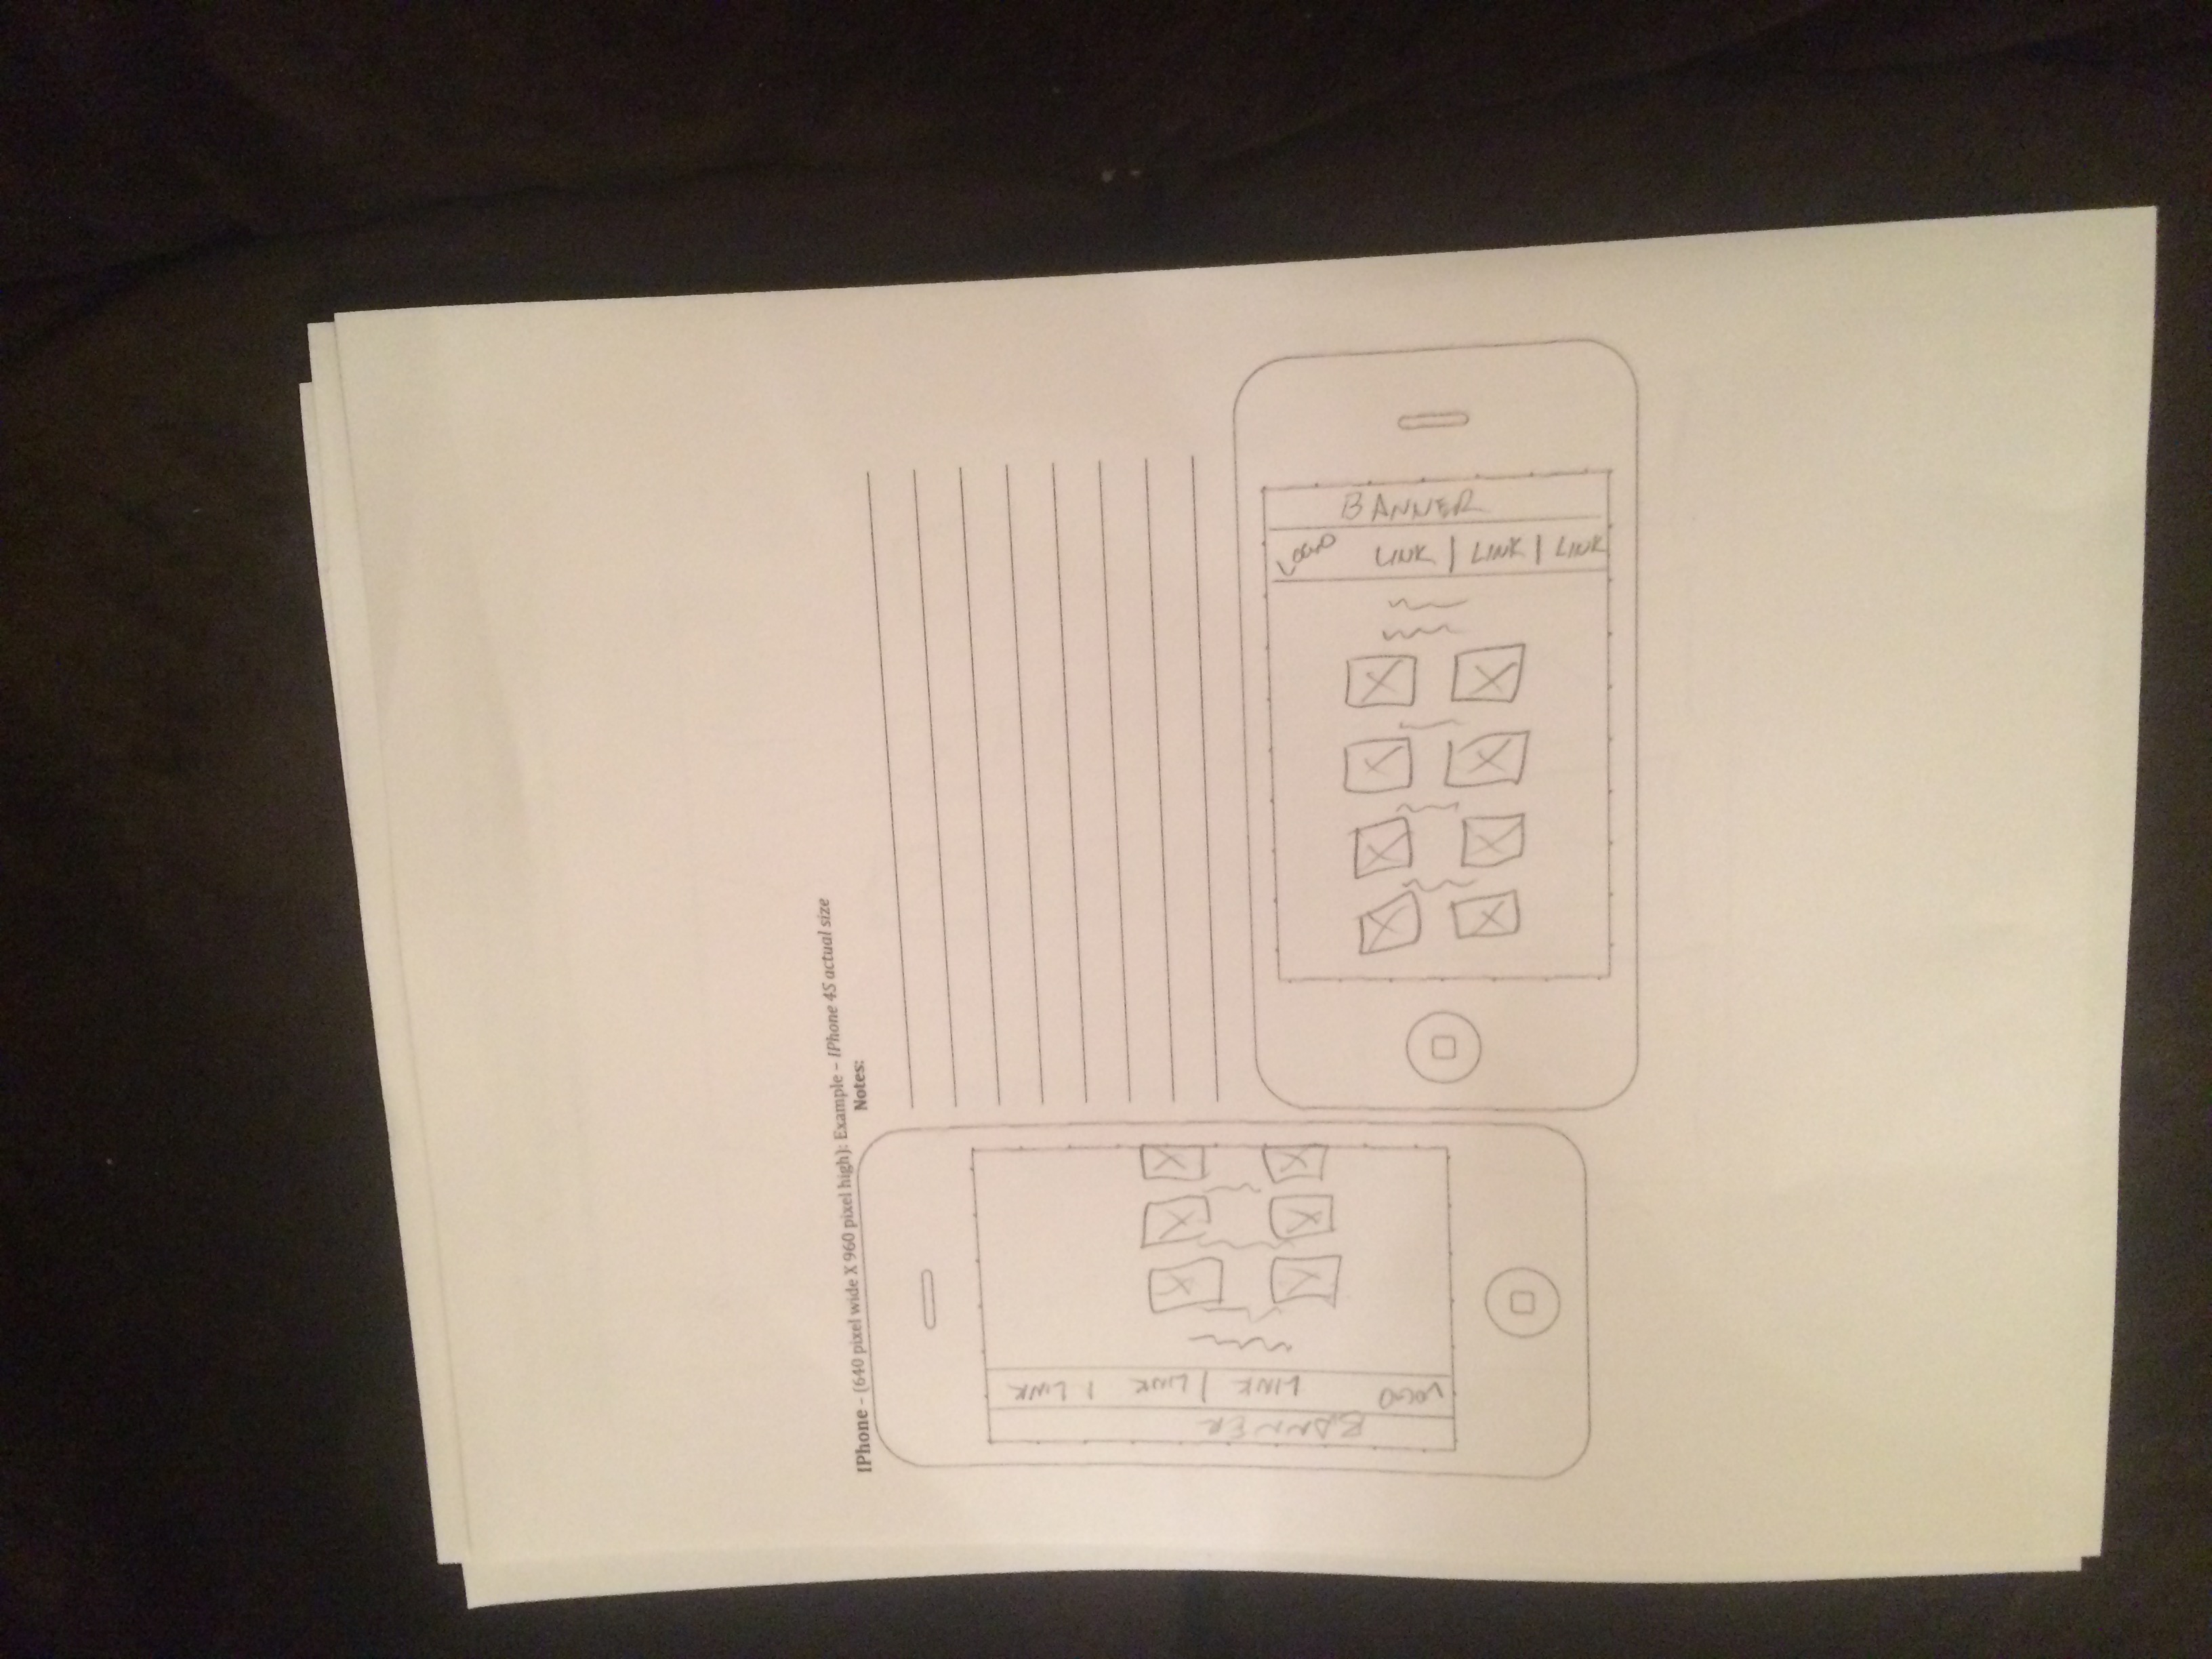 IPhone – (640 pixel wide X 960 pixel high): Example – IPhone 4S actual size
Notes:
BANNER
LOGO LINK | LINK | LINK
BANNER
LOGO LINK | LINK | LINK